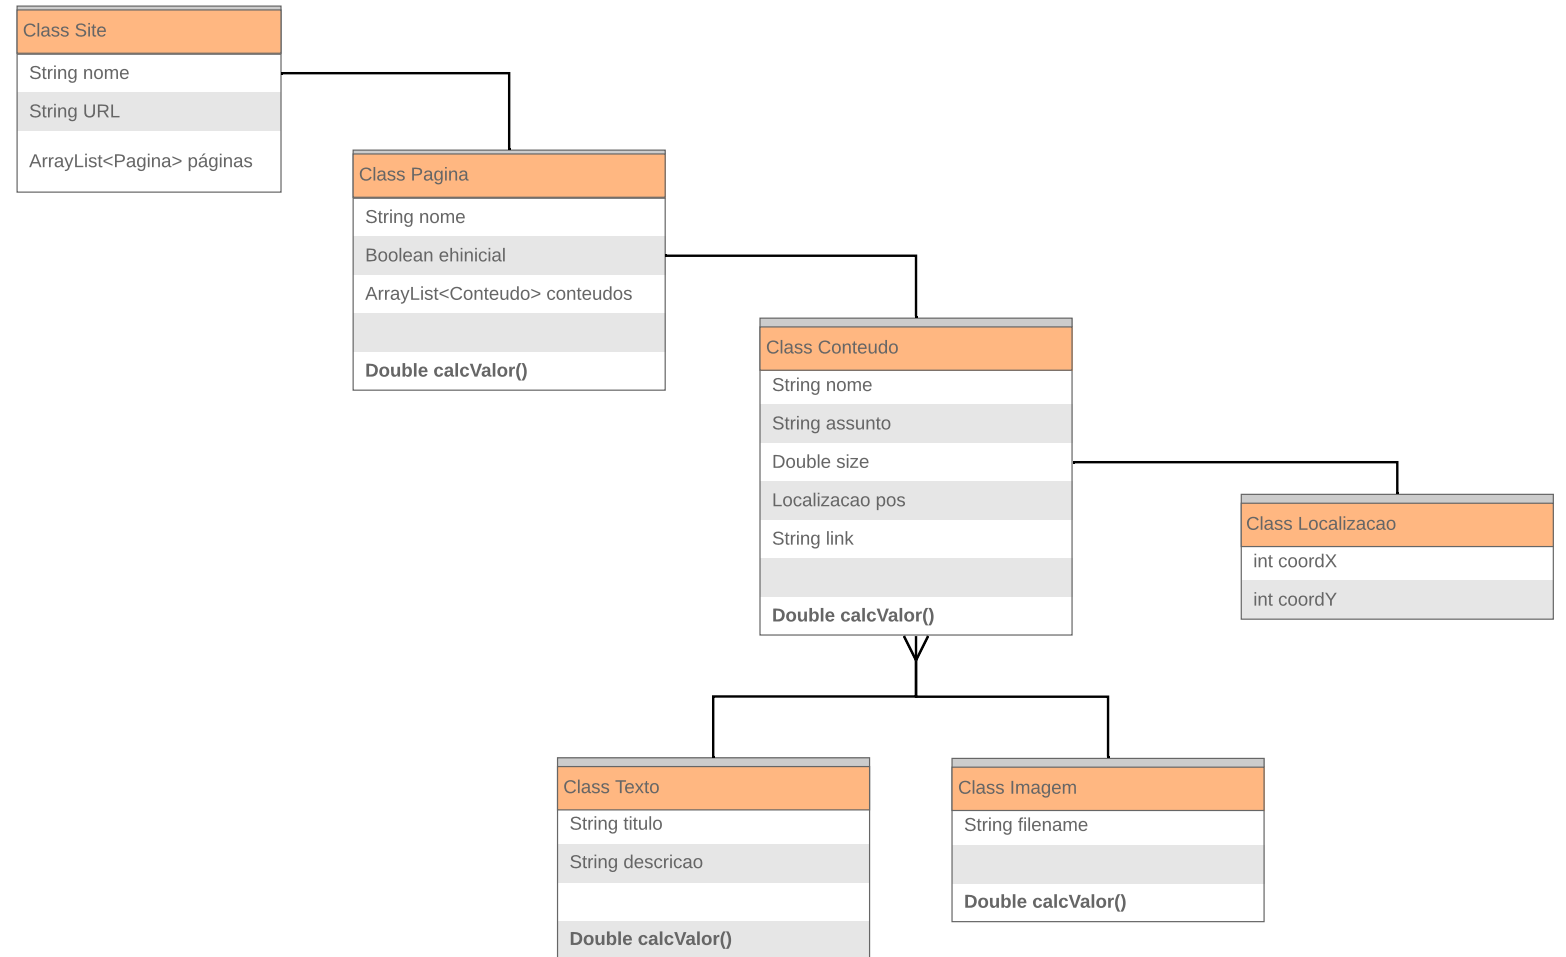 Class Site
String nome
String URL
ArrayList<Pagina> páginas
Class Pagina
String nome
Boolean ehinicial
ArrayList<Conteudo> conteudos
Double calcValor()
Class Conteudo
String nome
String assunto
Double size
Localizacao pos
String link
Double calcValor()
Class Localizacao
int coordX
int coordY
Class Texto
String titulo
String descricao
Double calcValor()
Class Imagem
String filename
Double calcValor()